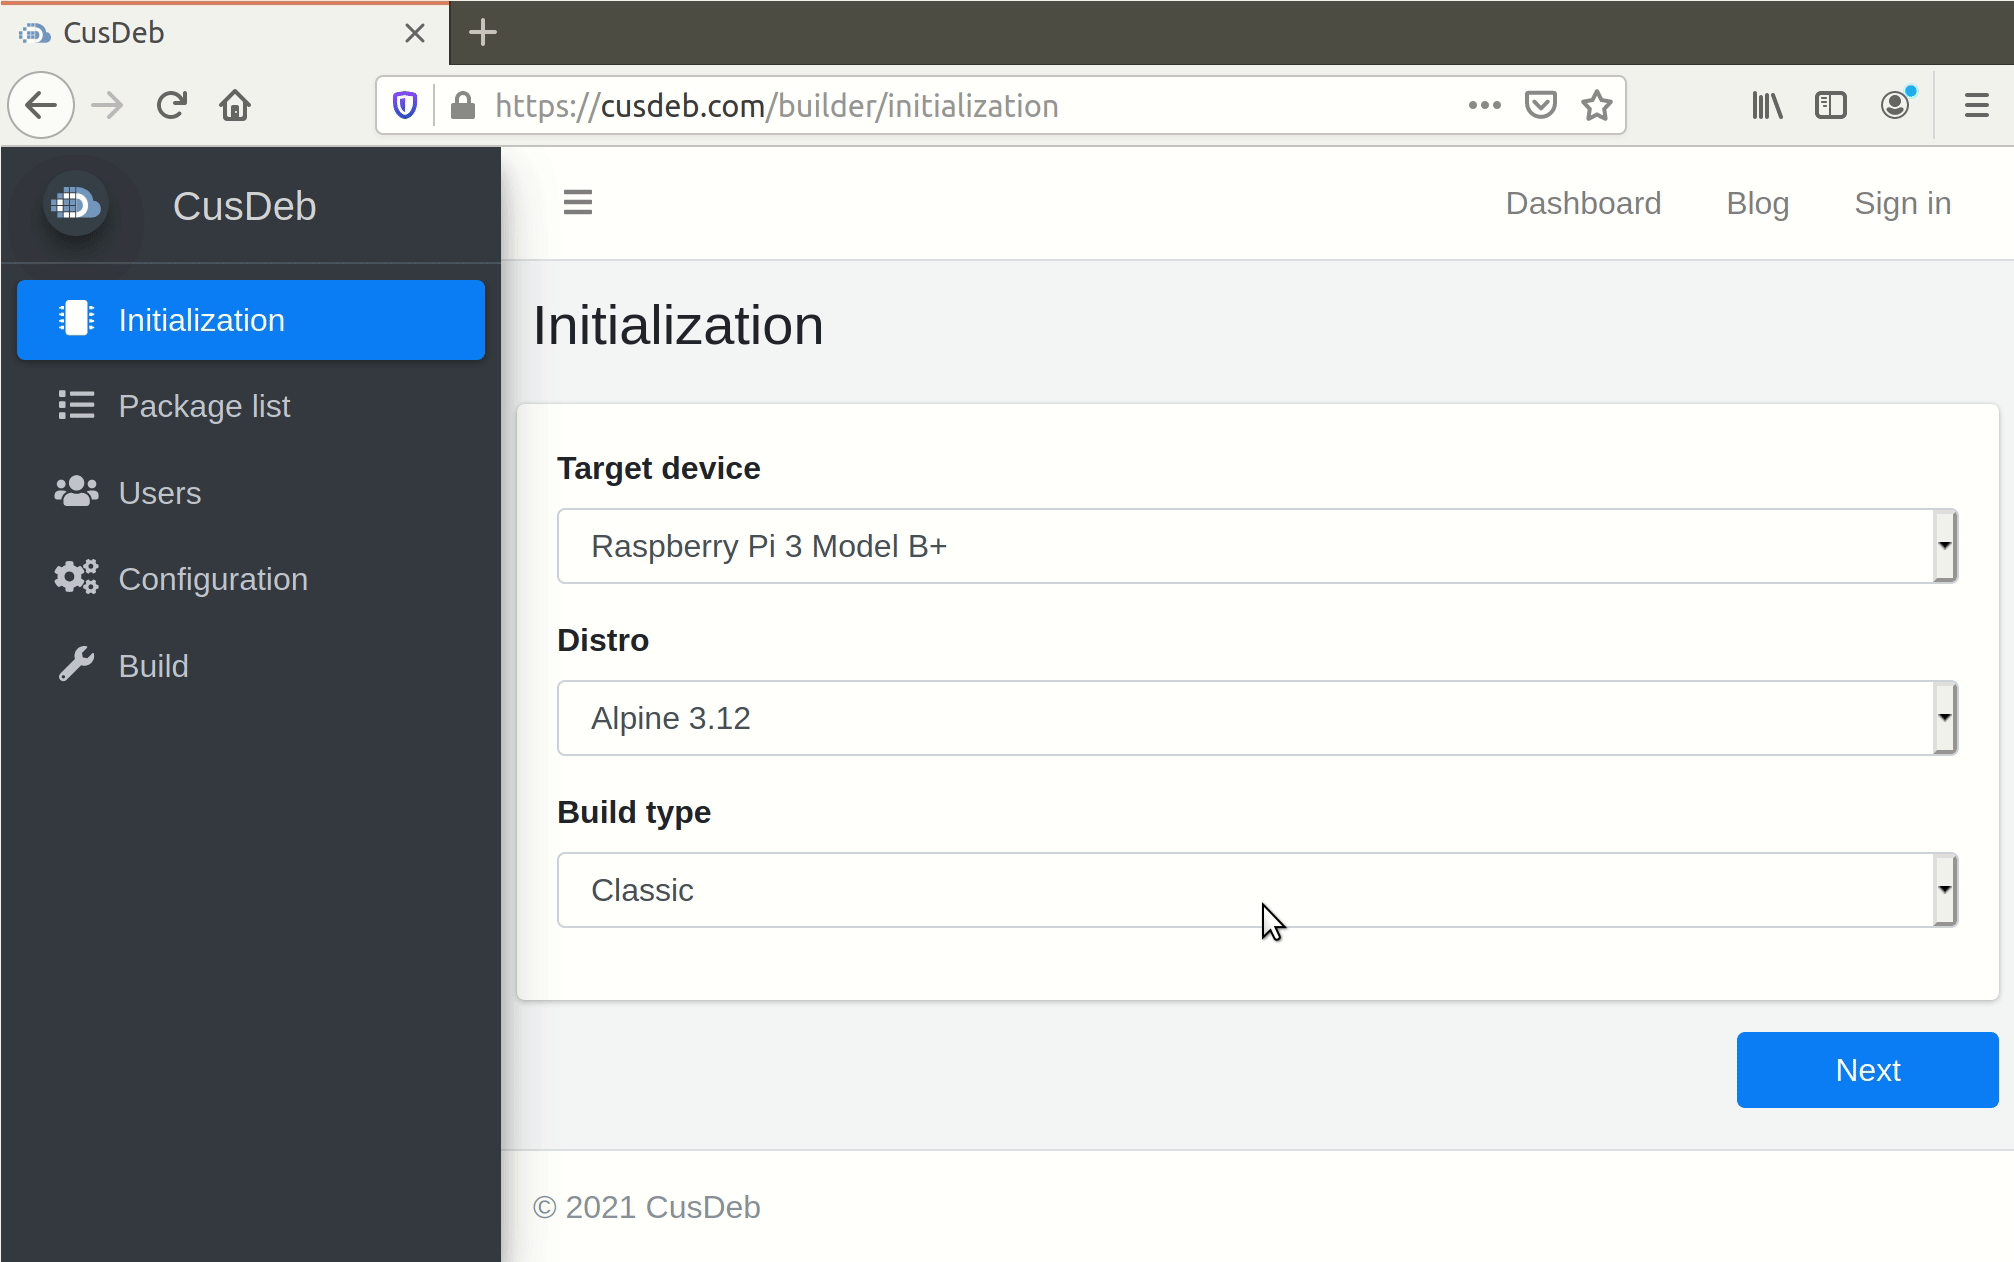 CusDeb
https://cusdeb.com/builder/initialization
CusDeb
Dashboard Blog Sign in
Initialization
Package list
Users
Configuration
Build
Initialization
Target device
Raspberry Pi 3 Model B+
Distro
Alpine 3.12
Build type
Classic
Next
© 2021 CusDeb